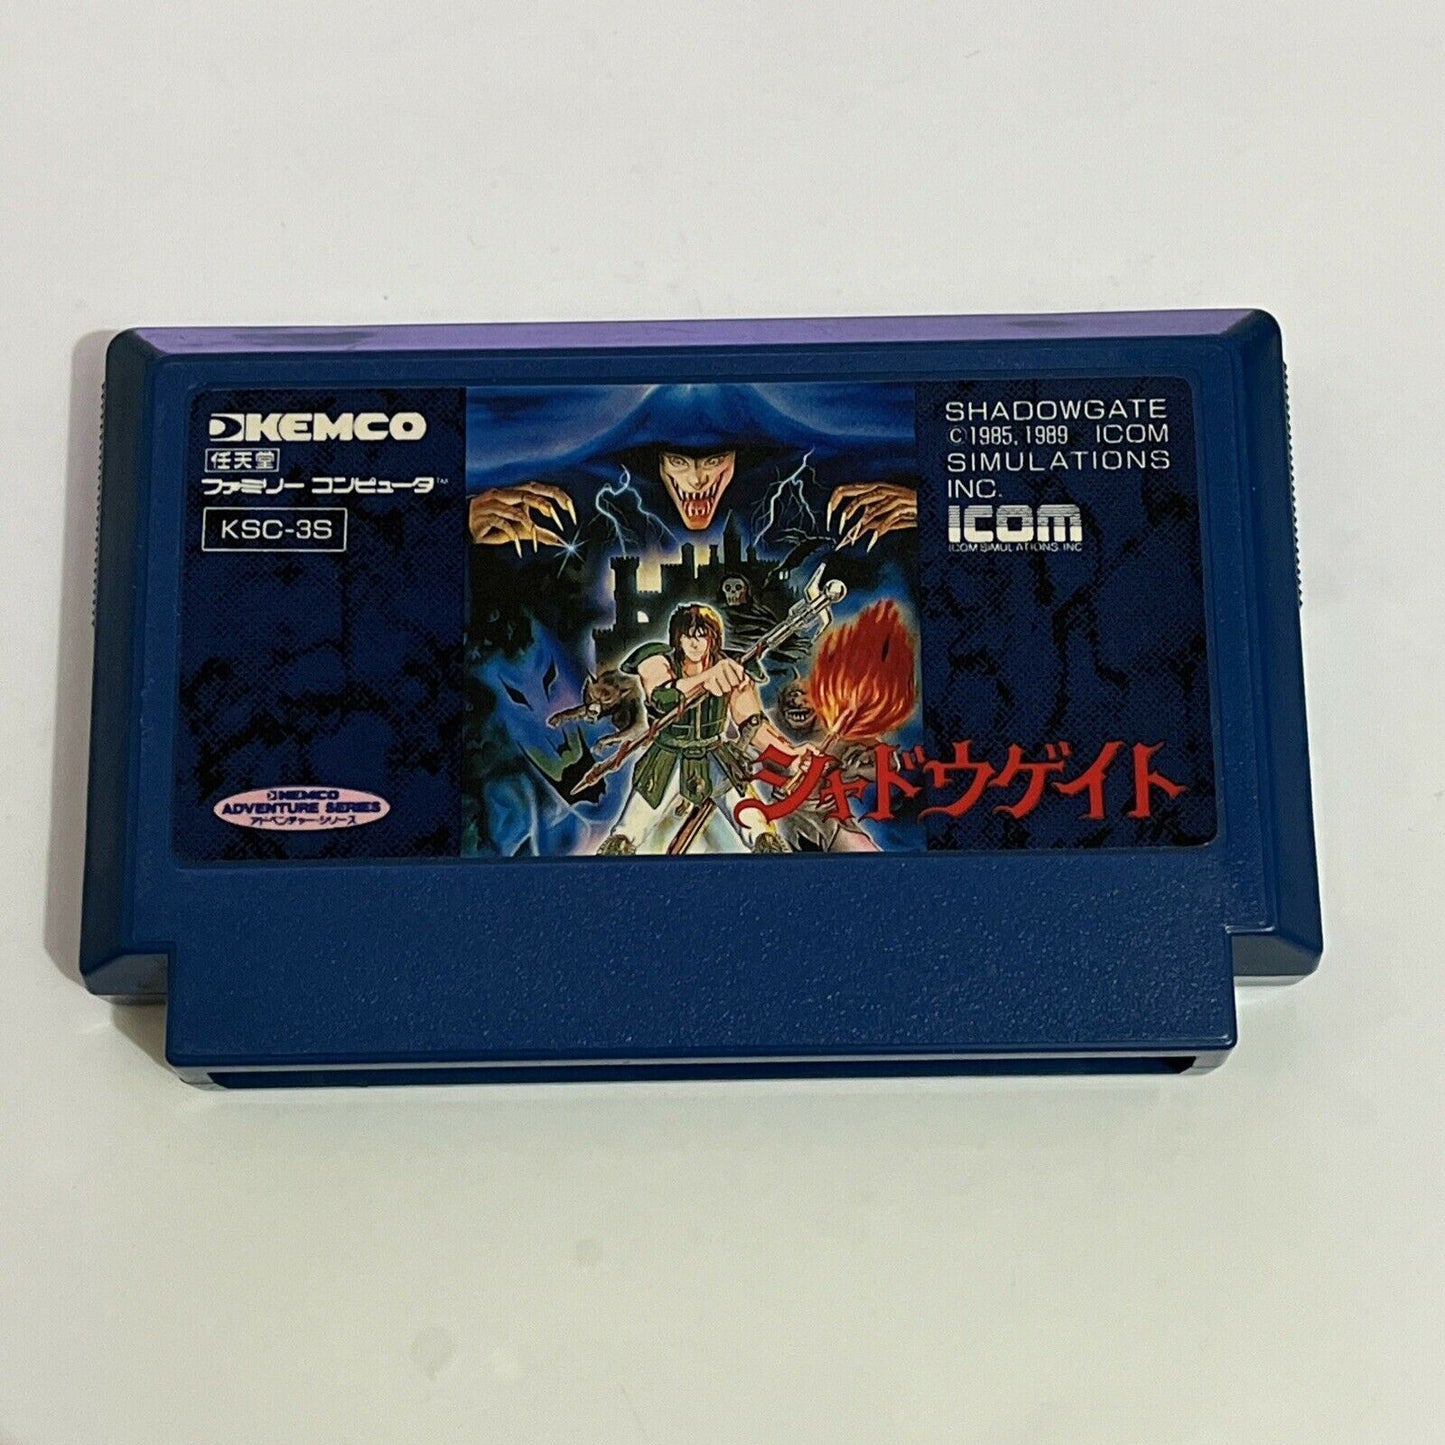 KEMCO
任天堂
ファミリー コンピュータ™
KSC-3S
SHADOWGATE
©1985, 1989 ICOM
SIMULATIONS
INC.
ICOM
ICOM SIMULATIONS, INC
シャドウゲイト
KEMCO
ADVENTURE SERIES
アドベンチャー・シリーズ